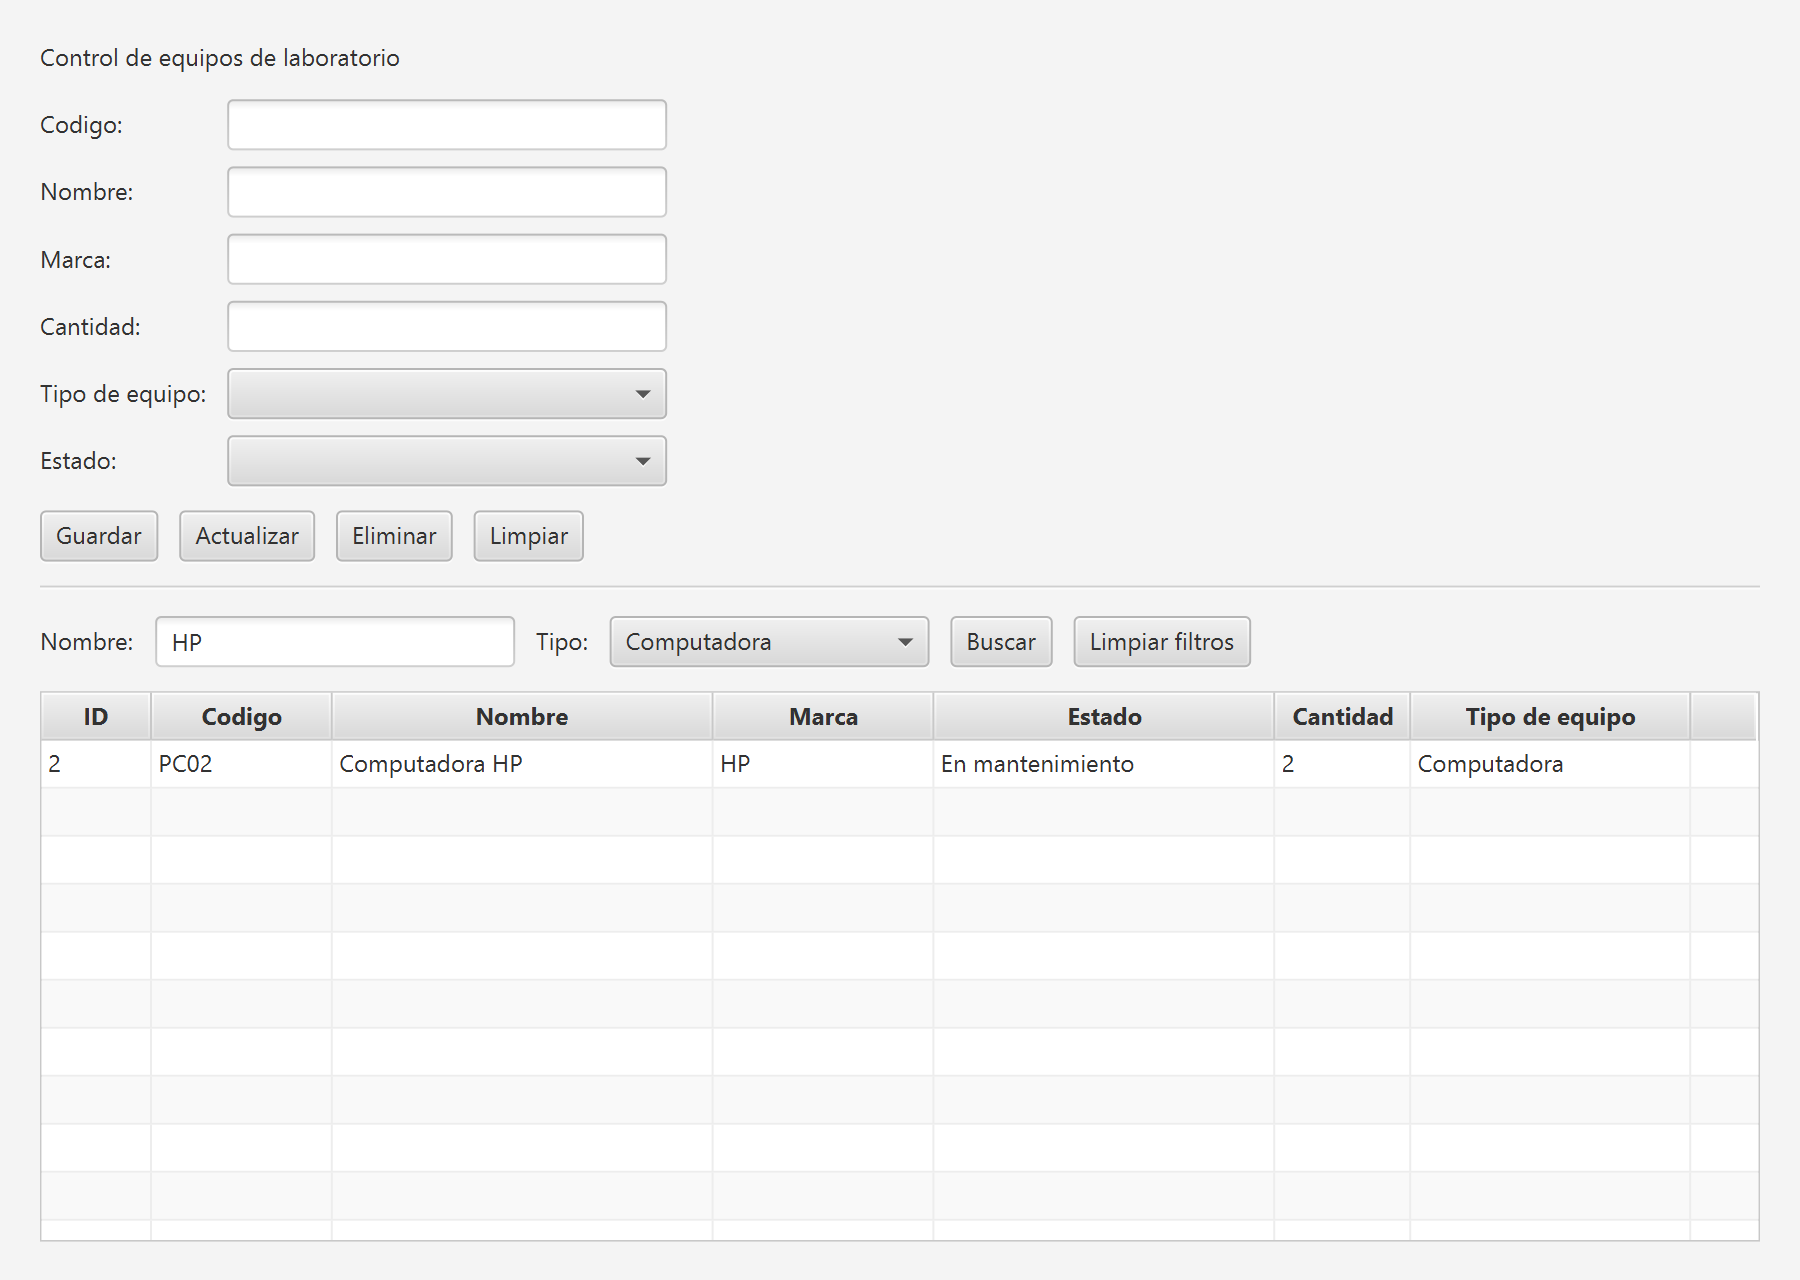 Control de equipos de laboratorio
Codigo:
Nombre:
Marca:
Cantidad:
Tipo de equipo:
Estado:
Guardar Actualizar Eliminar Limpiar
Nombre: HP Tipo: Computadora Buscar Limpiar filtros
ID Codigo Nombre Marca Estado Cantidad Tipo de equipo
2 PC02 Computadora HP HP En mantenimiento 2 Computadora